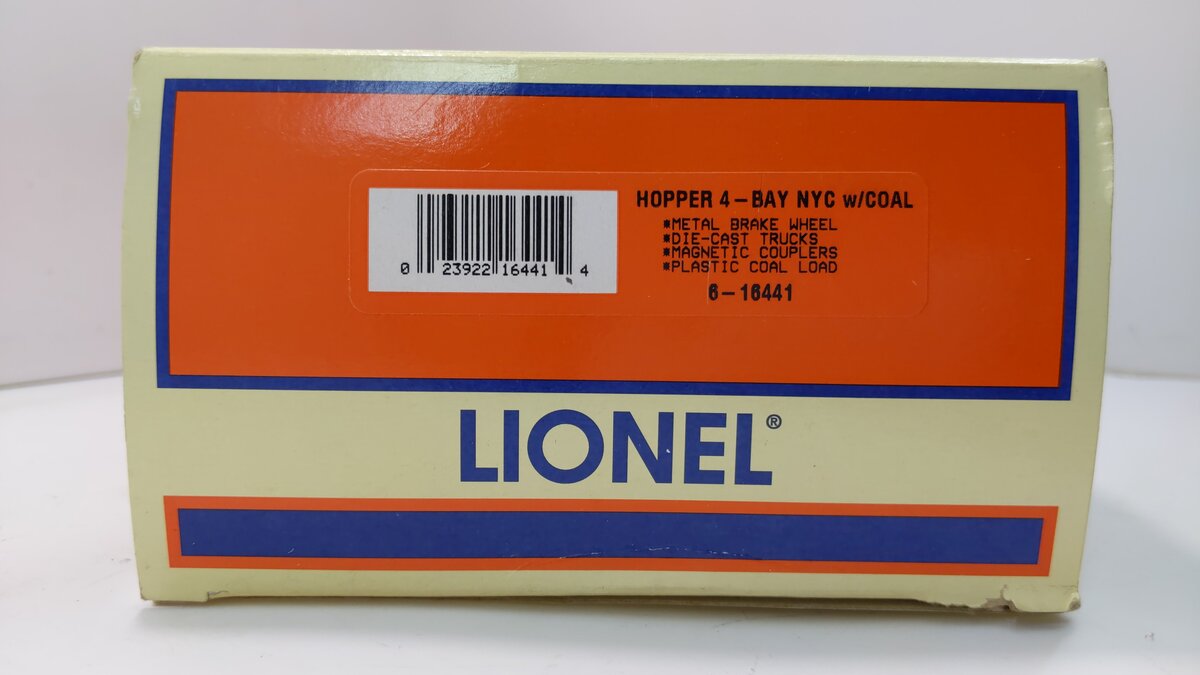 HOPPER 4-BAY NYC w/COAL
*METAL BRAKE WHEEL
*DIE-CAST TRUCKS
*MAGNETIC COUPLERS
*PLASTIC COAL LOAD
6-16441
0 23922 16441 4
LIONEL®